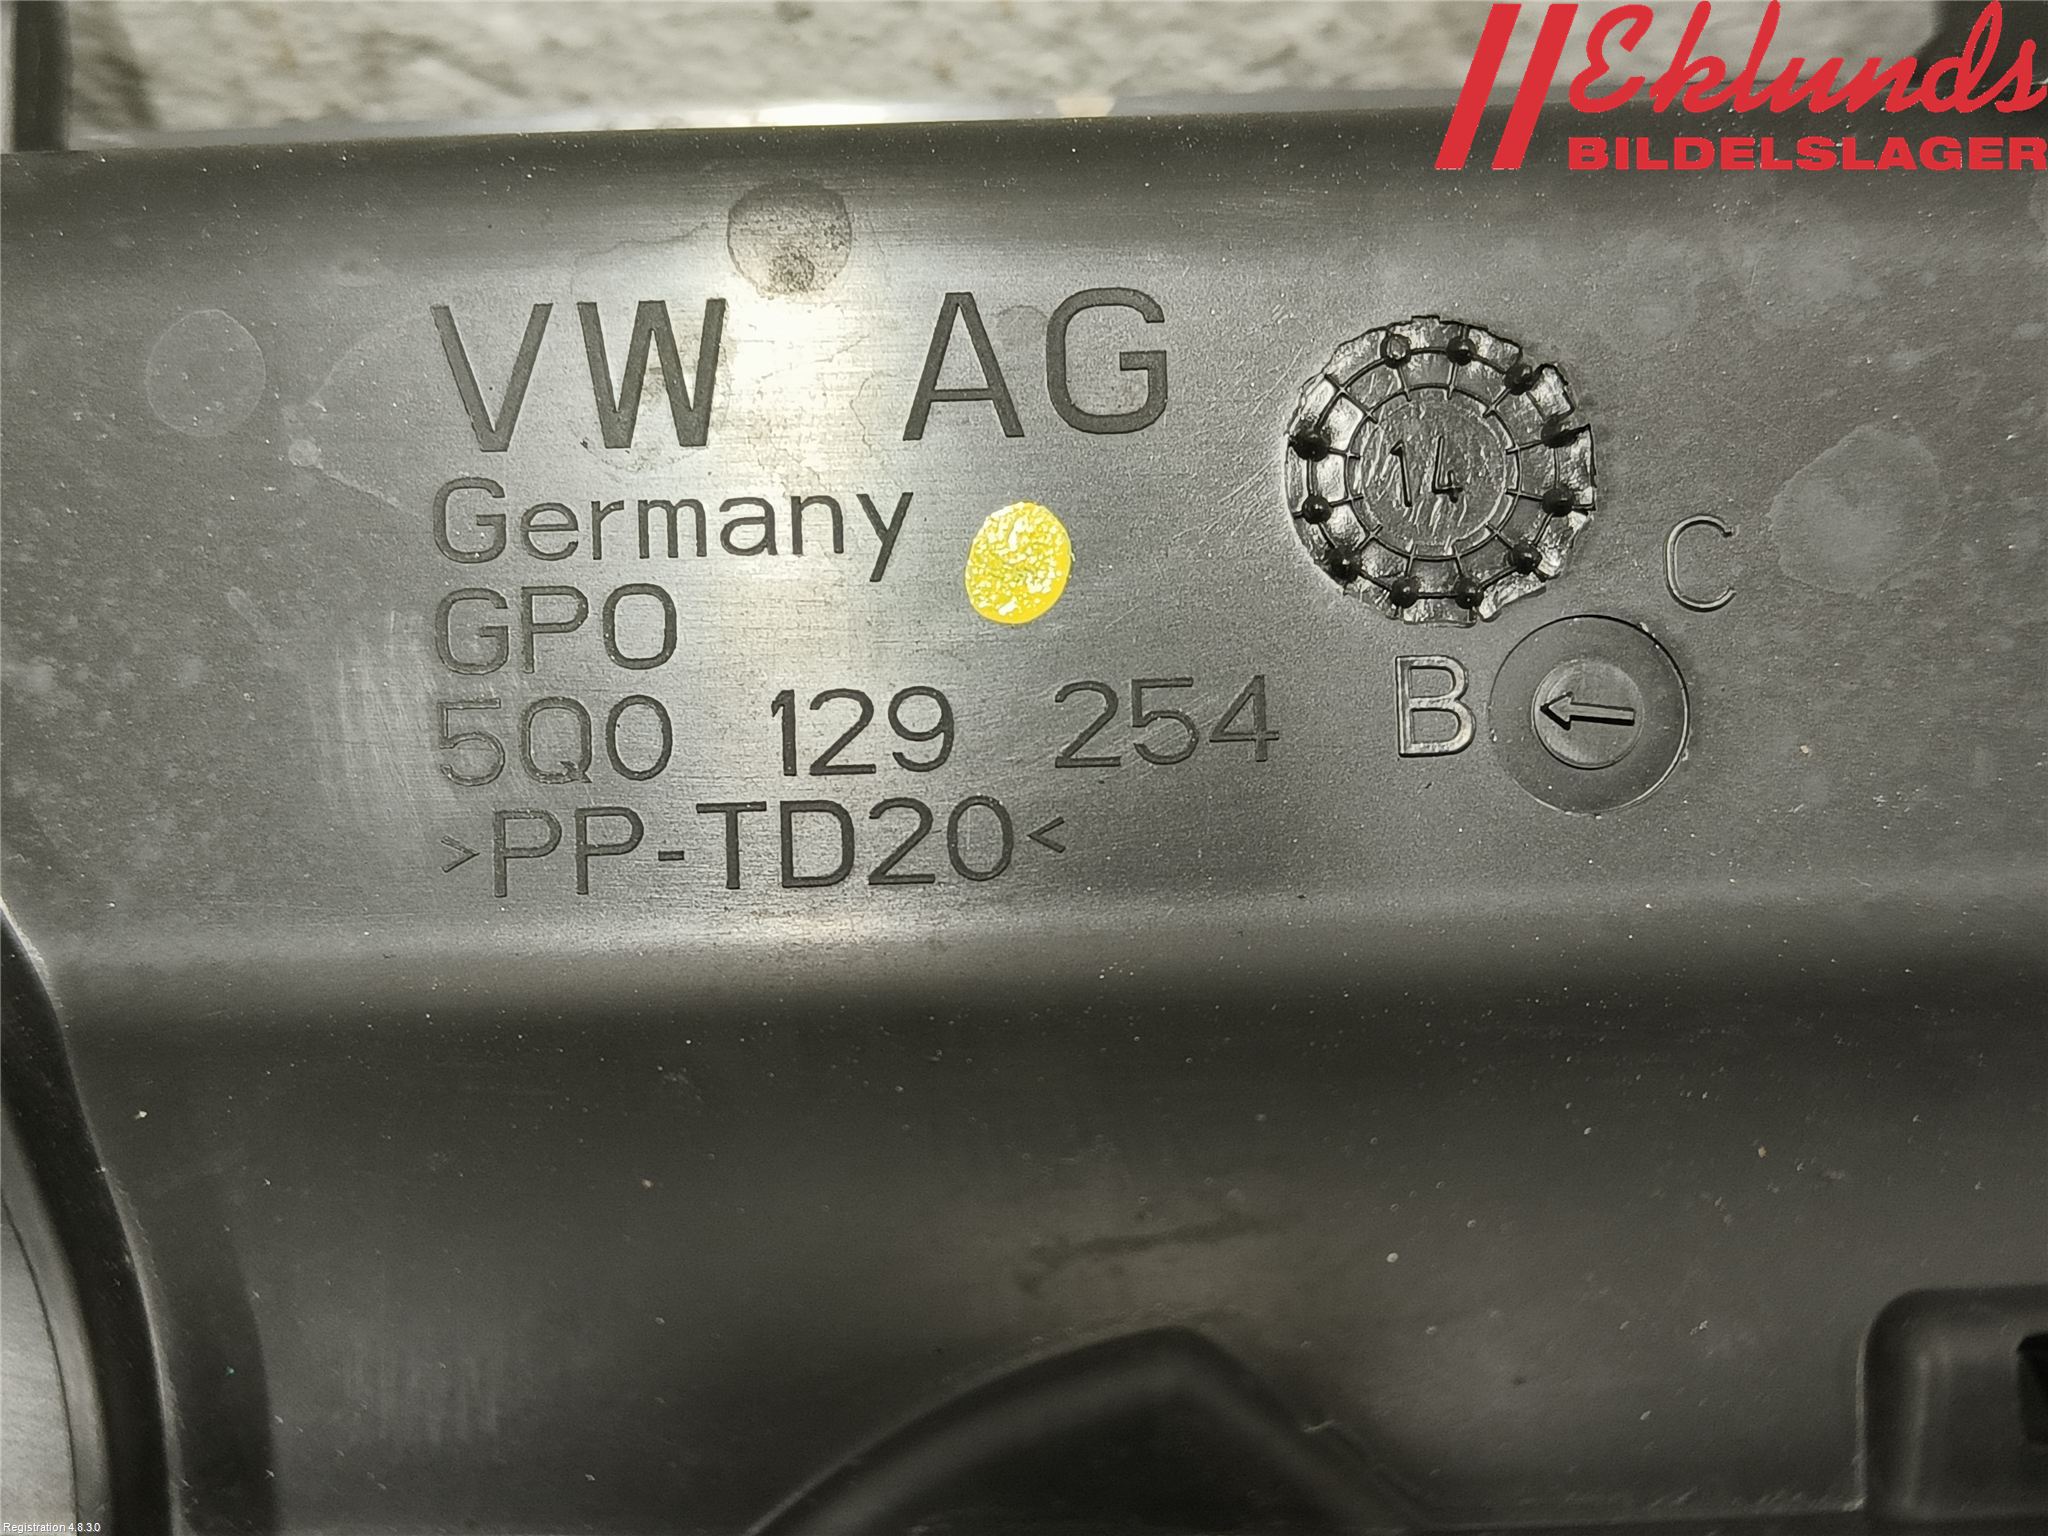 Eklunds
BILDELSLAGER
VW AG
14
Germany
C
GPO
5Q0 129 254 B
>PP-TD20<
Registration 4.8.3.0